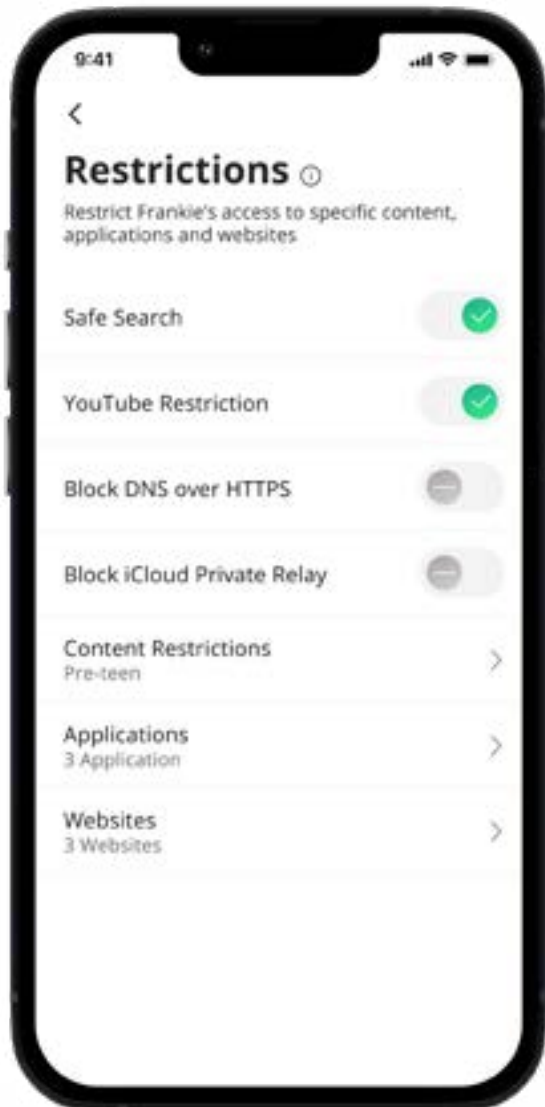 9:41
Restrictions
Restrict Frankie's access to specific content,
applications and websites
Safe Search
YouTube Restriction
Block DNS over HTTPS
Block iCloud Private Relay
Content Restrictions
Pre-teen
Applications
3 Application
Websites
3 Websites